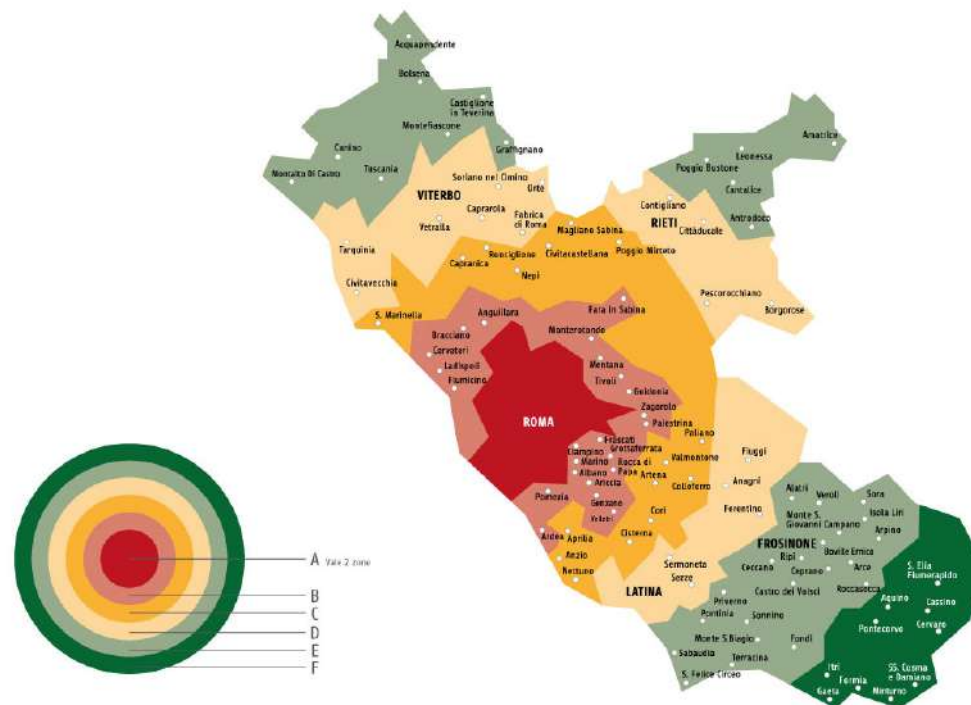 Acquapendente
Bolsena
Castiglione
in Teverina
Montefiascone
Canino
Graffignano
Montalto Di Castro
Tuscania
Amatrice
Leonessa
Poggio Bustone
Cantalice
Antrodoco
Soriano nel Cimino
Orte
VITERBO
Caprarola
Vetralla
Fabrica
di Roma
Contigliano
RIETI
Cittàducale
Magliano Sabina
Tarquinia
Ronciglione
Civitacastellana
Poggio Mirteto
Capranica
Nepi
Civitavecchia
Pescorocchiano
Borgorose
S. Marinella
Anguillara
Fara in Sabina
Bracciano
Monterotondo
Cerveteri
Ladispoli
Mentana
Fiumicino
Tivoli
Guidonia
Zagarolo
ROMA
Palestrina
Frascati
Paliano
Ciampino
Grottaferrata
Marino
Rocca di
Papa
Valmontone
Fiuggi
Albano
Ariccia
Artena
Colleferro
Anagni
Pomezia
Genzano
Velletri
Cori
Ferentino
Alatri
Veroli
Sora
Monte S.
Giovanni Campano
Isola Liri
Ardea
Aprilia
Cisterna
Arpino
FROSINONE
Boville Ernica
Anzio
Sermoneta
Ripi
Ceccano
Ceprano
Arce
S. Elia
Fiumerapido
Nettuno
Sezze
LATINA
Castro dei Volsci
Roccasecca
Priverno
Aquino
Cassino
Pontinia
Sonnino
Pontecorvo
Cervaro
Monte S.Biagio
Fondi
Sabaudia
Terracina
Itri
SS. Cosma
e Damiano
S. Felice Circeo
Formia
Gaeta
Minturno
A Vale 2 zone
B
C
D
E
F